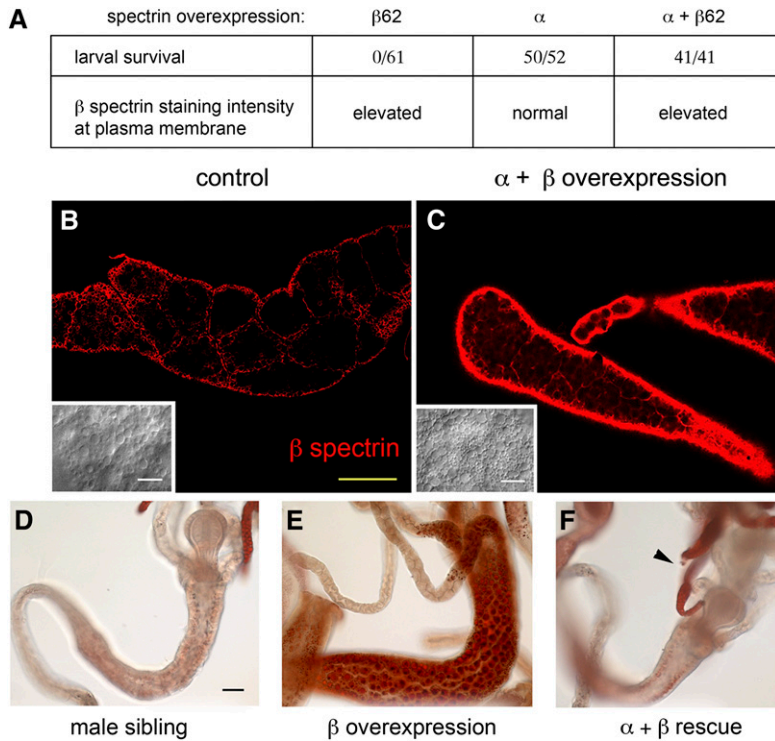 A
spectrin overexpression: β62 α α + β62
larval survival 0/61 50/52 41/41
β spectrin staining intensity
at plasma membrane elevated normal elevated
control α + β overexpression
B
C
β spectrin
D
E
F
male sibling β overexpression α + β rescue